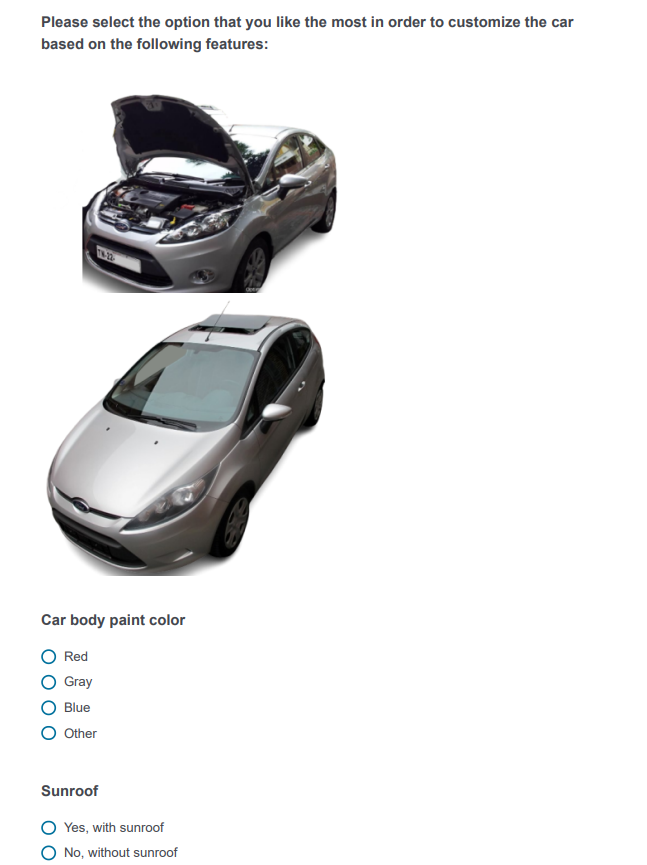 Please select the option that you like the most in order to customize the car
based on the following features:
Car body paint color
Red
Gray
Blue
Other
Sunroof
Yes, with sunroof
No, without sunroof